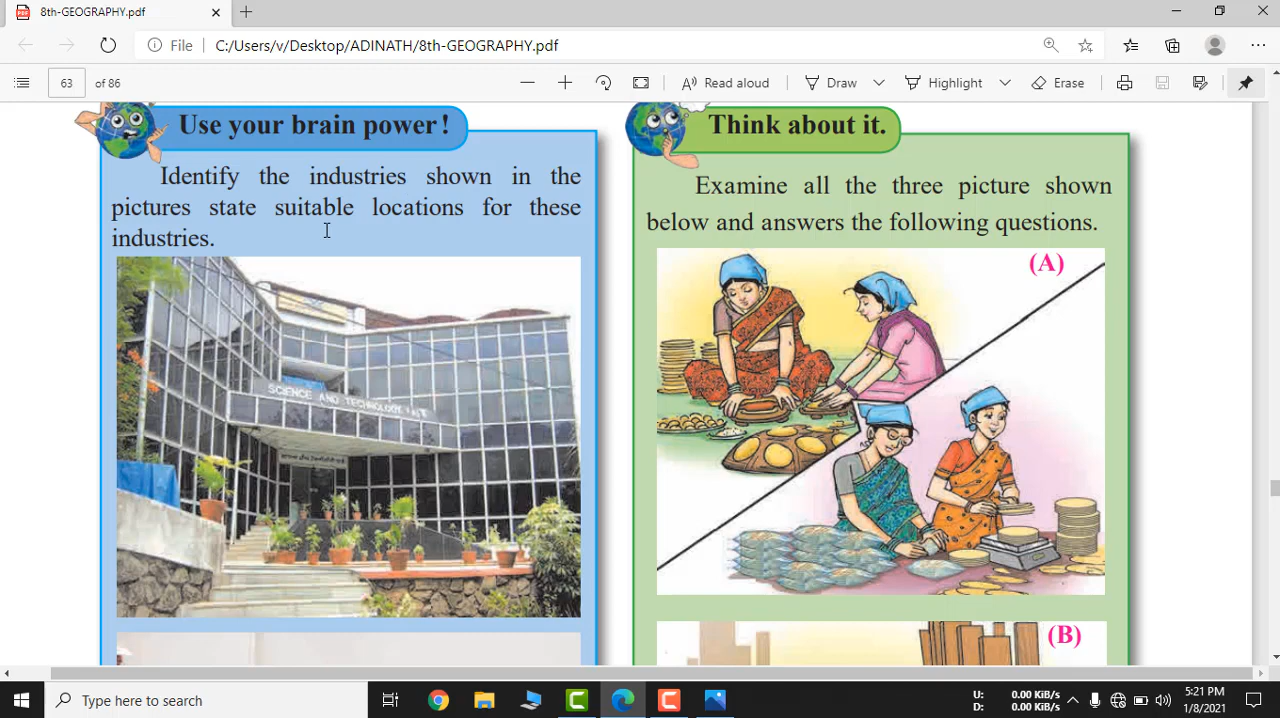 8th-GEOGRAPHY.pdf
File
C:/Users/v/Desktop/ADINATH/8th-GEOGRAPHY.pdf
63 of 86
Read aloud
Draw
Highlight
Erase
Use your brain power!
Identify the industries shown in the
pictures state suitable locations for these
industries.
SCIENCE AND TECHNOLOGY
Think about it.
Examine all the three picture shown
below and answers the following questions.
(A)
(B)
Type here to search
U: 0.00 KiB/s
D: 0.00 KiB/s
5:21 PM
1/8/2021